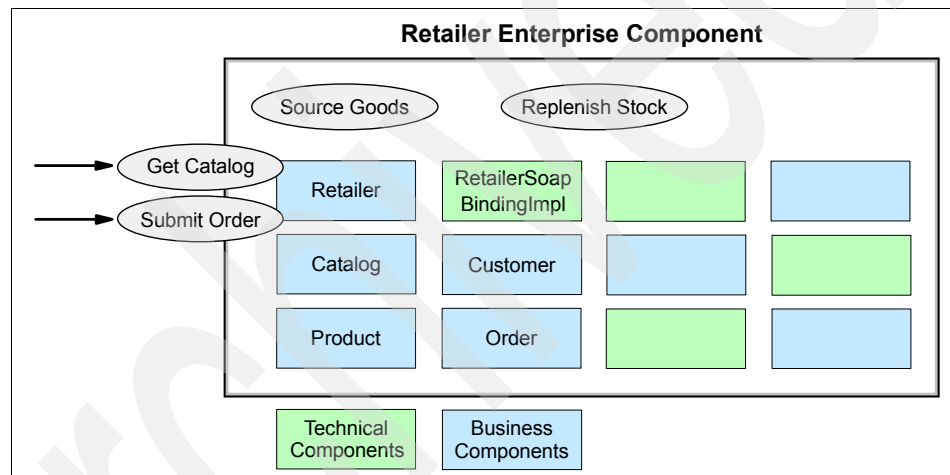 Retailer Enterprise Component
Source Goods
Replenish Stock
Get Catalog
Submit Order
Retailer
RetailerSoap
BindingImpl
Catalog
Customer
Product
Order
Technical
Components
Business
Components